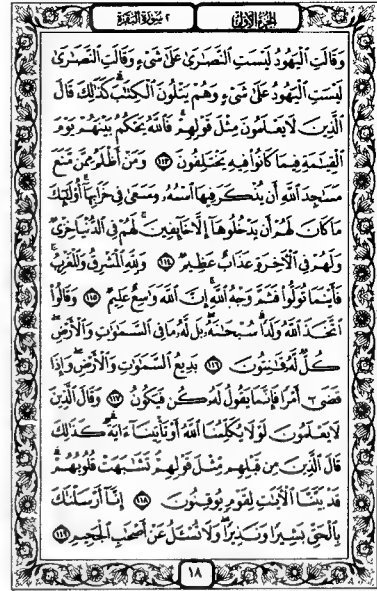 الجزء الأول
٢ سورة البقرة
وَقَالَتِ ٱلْيَهُودُ لَيْسَتِ ٱلنَّصَٰرَىٰ عَلَىٰ شَىْءٍ وَقَالَتِ ٱلنَّصَٰرَىٰ
لَيْسَتِ ٱلْيَهُودُ عَلَىٰ شَىْءٍ وَهُمْ يَتْلُونَ ٱلْكِتَٰبَ ۗ كَذَٰلِكَ قَالَ
ٱلَّذِينَ لَا يَعْلَمُونَ مِثْلَ قَوْلِهِمْ ۚ فَٱللَّهُ يَحْكُمُ بَيْنَهُمْ يَوْمَ
ٱلْقِيَٰمَةِ فِيمَا كَانُوا۟ فِيهِ يَخْتَلِفُونَ ١١٣ وَمَنْ أَظْلَمُ مِمَّن مَّنَعَ
مَسَٰجِدَ ٱللَّهِ أَن يُذْكَرَ فِيهَا ٱسْمُهُۥ وَسَعَىٰ فِى خَرَابِهَآ ۚ أُو۟لَٰٓئِكَ
مَا كَانَ لَهُمْ أَن يَدْخُلُوهَآ إِلَّا خَآئِفِينَ ۚ لَهُمْ فِى ٱلدُّنْيَا خِزْىٌ
وَلَهُمْ فِى ٱلْءَاخِرَةِ عَذَابٌ عَظِيمٌ ١١٤ وَلِلَّهِ ٱلْمَشْرِقُ وَٱلْمَغْرِبُ ۚ
فَأَيْنَمَا تُوَلُّوا۟ فَثَمَّ وَجْهُ ٱللَّهِ ۚ إِنَّ ٱللَّهَ وَٰسِعٌ عَلِيمٌ ١١٥ وَقَالُوا۟
ٱتَّخَذَ ٱللَّهُ وَلَدًا ۗ سُبْحَٰنَهُۥ ۖ بَل لَّهُۥ مَا فِى ٱلسَّمَٰوَٰتِ وَٱلْأَرْضِ ۖ
كُلٌّ لَّهُۥ قَٰنِتُونَ ١١٦ بَدِيعُ ٱلسَّمَٰوَٰتِ وَٱلْأَرْضِ ۖ وَإِذَا
قَضَىٰٓ أَمْرًا فَإِنَّمَا يَقُولُ لَهُۥ كُن فَيَكُونُ ١١٧ وَقَالَ ٱلَّذِينَ
لَا يَعْلَمُونَ لَوْلَا يُكَلِّمُنَا ٱللَّهُ أَوْ تَأْتِينَآ ءَايَةٌ ۗ كَذَٰلِكَ
قَالَ ٱلَّذِينَ مِن قَبْلِهِم مِّثْلَ قَوْلِهِمْ ۘ تَشَٰبَهَتْ قُلُوبُهُمْ ۗ
قَدْ بَيَّنَّا ٱلْءَايَٰتِ لِقَوْمٍ يُوقِنُونَ ١١٨ إِنَّآ أَرْسَلْنَٰكَ
بِٱلْحَقِّ بَشِيرًا وَنَذِيرًا ۖ وَلَا تُسْـَٔلُ عَنْ أَصْحَٰبِ ٱلْجَحِيمِ ١١٩
١٨